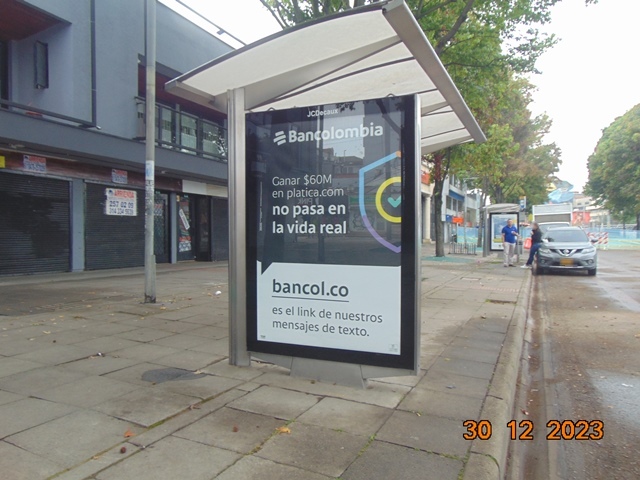 JCDecaux
Bancolombia
Ganar $60M
en platica.com
no pasa en
la vida real
bancol.co
es el link de nuestros
mensajes de texto.
30 12 2023